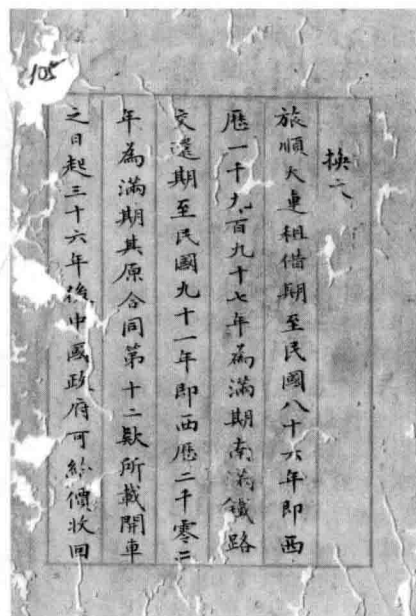 105
換文
旅順大連租借期至民國八十六年即西
歷一千九百九十七年為滿期南滿鐵路
交還期至民國九十一年即西歷二千零二
年為滿期其原合同第十二款所載開車
之日起三十六年後中國政府可給價收回